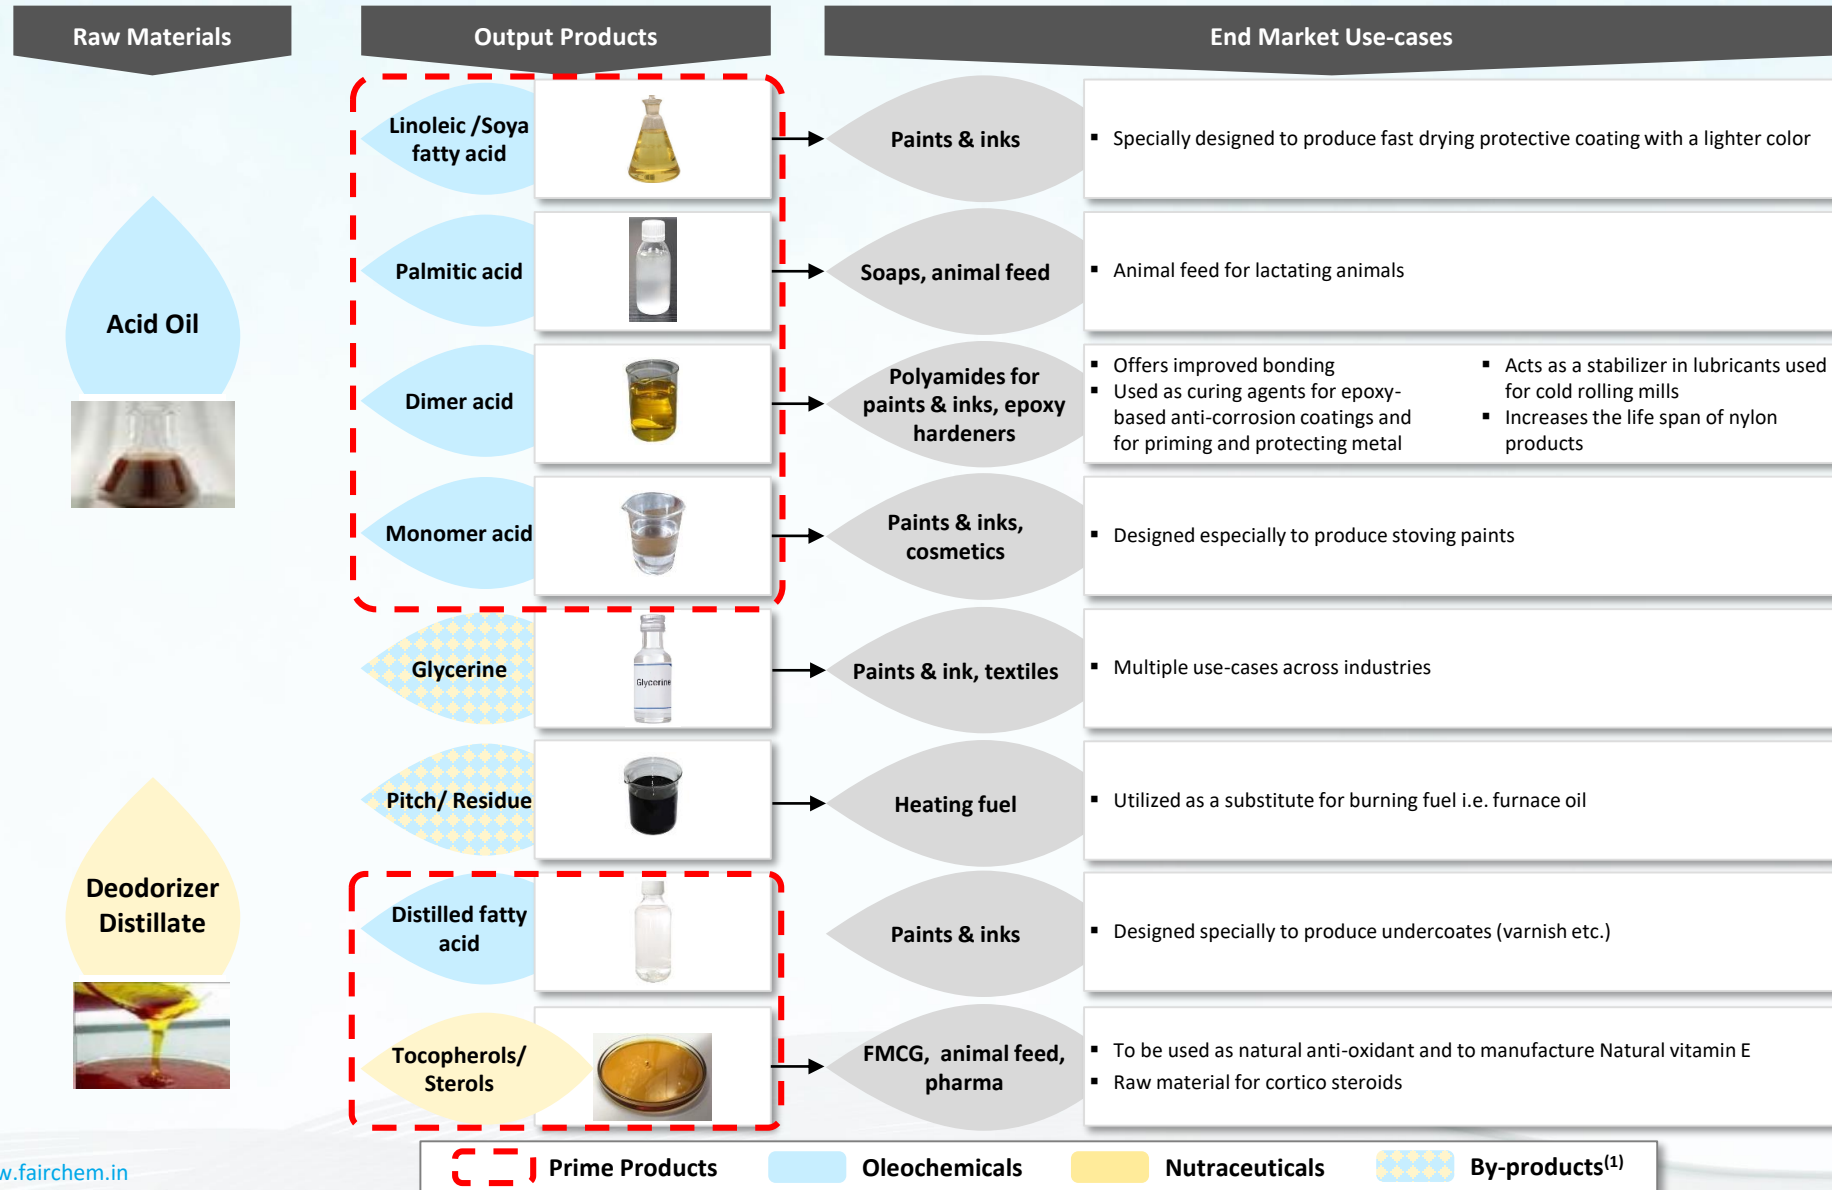 Raw Materials
Output Products
End Market Use-cases
Acid Oil
Deodorizer
Distillate
Linoleic /Soya
fatty acid
Paints & inks
▪ Specially designed to produce fast drying protective coating with a lighter color
Palmitic acid
Soaps, animal feed
▪ Animal feed for lactating animals
Dimer acid
Polyamides for
paints & inks, epoxy
hardeners
▪ Offers improved bonding
▪ Used as curing agents for epoxy-
based anti-corrosion coatings and
for priming and protecting metal
▪ Acts as a stabilizer in lubricants used
for cold rolling mills
▪ Increases the life span of nylon
products
Monomer acid
Paints & inks,
cosmetics
▪ Designed especially to produce stoving paints
Glycerine
Glycerine
Paints & ink, textiles
▪ Multiple use-cases across industries
Pitch/ Residue
Heating fuel
▪ Utilized as a substitute for burning fuel i.e. furnace oil
Distilled fatty
acid
Paints & inks
▪ Designed specially to produce undercoates (varnish etc.)
Tocopherols/
Sterols
FMCG, animal feed,
pharma
▪ To be used as natural anti-oxidant and to manufacture Natural vitamin E
▪ Raw material for cortico steroids
Prime Products
Oleochemicals
Nutraceuticals
By-products(1)
w.fairchem.in